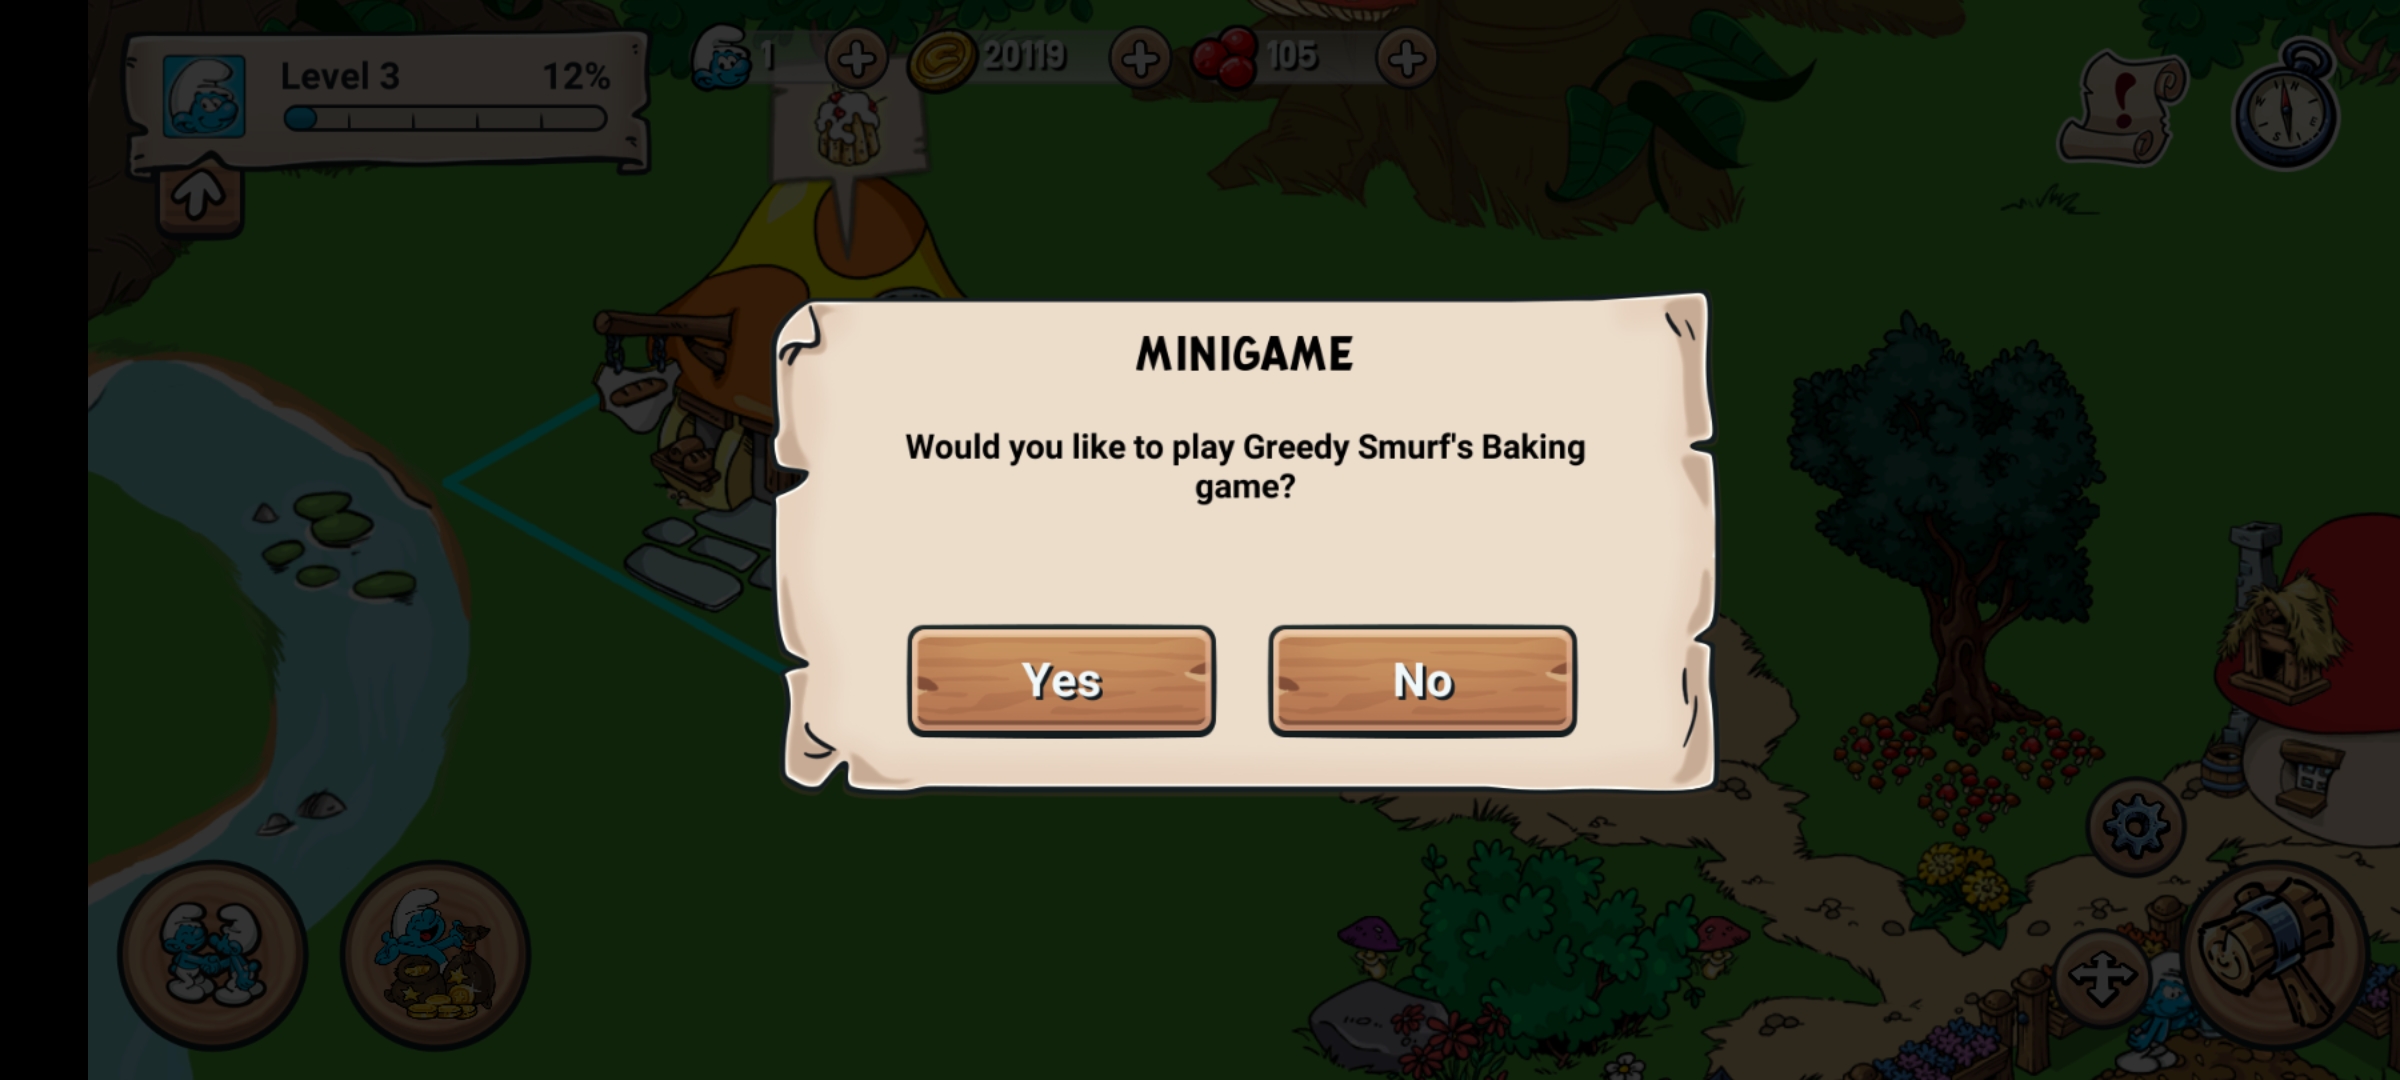 Level 3 12%
1
20119
105
MINIGAME
Would you like to play Greedy Smurf's Baking
game?
Yes
No